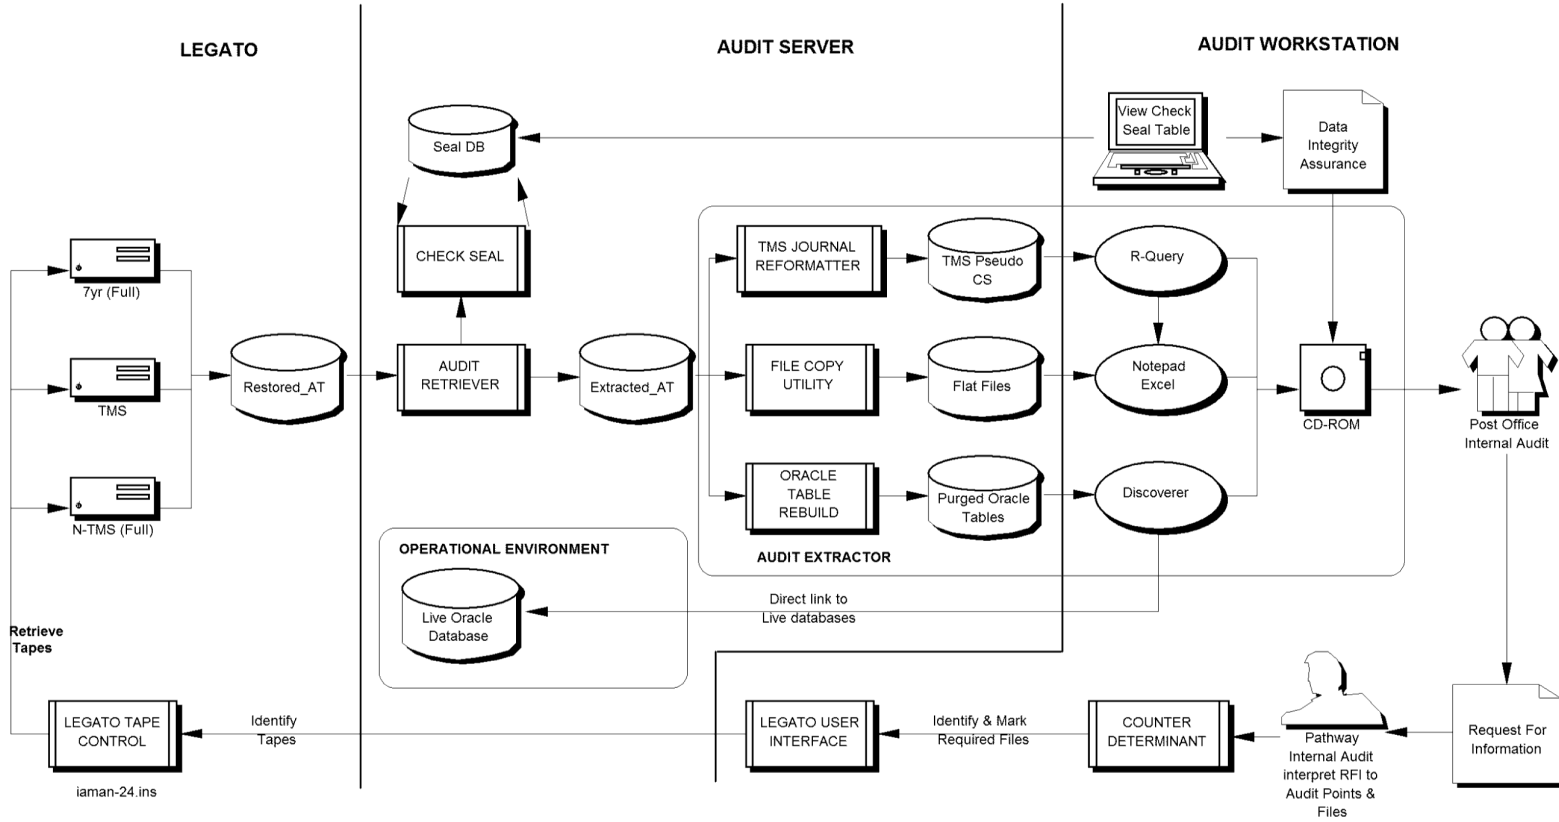 LEGATO
AUDIT SERVER
AUDIT WORKSTATION
Seal DB
View Check
Seal Table
Data
Integrity
Assurance
CHECK SEAL
TMS JOURNAL
REFORMATTER
TMS Pseudo
CS
R-Query
7yr (Full)
Restored_AT
AUDIT
RETRIEVER
Extracted_AT
FILE COPY
UTILITY
Flat Files
Notepad
Excel
TMS
CD-ROM
Post Office
Internal Audit
ORACLE
TABLE
REBUILD
Purged Oracle
Tables
Discoverer
N-TMS (Full)
OPERATIONAL ENVIRONMENT
AUDIT EXTRACTOR
Live Oracle
Database
Direct link to
Live databases
Retrieve
Tapes
LEGATO TAPE
CONTROL
Identify
Tapes
LEGATO USER
INTERFACE
Identify & Mark
Required Files
COUNTER
DETERMINANT
Pathway
Internal Audit
interpret RFI to
Audit Points &
Files
Request For
Information
iaman-24.ins